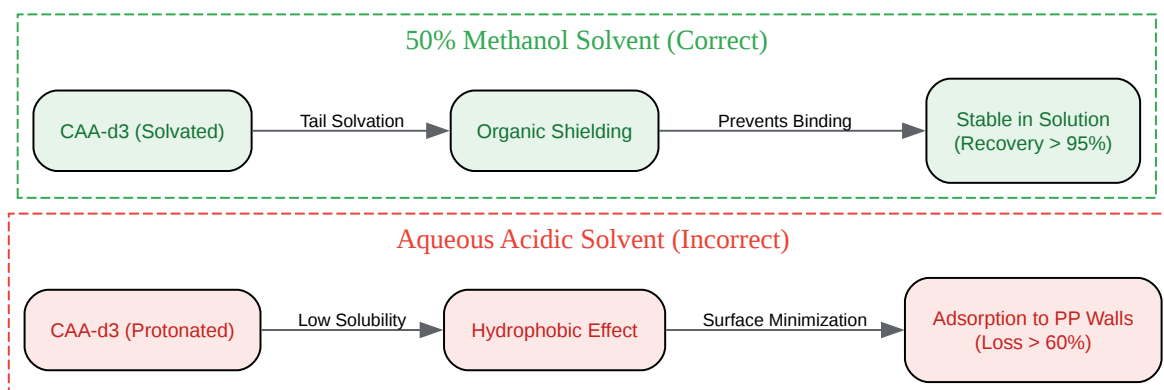 50% Methanol Solvent (Correct)
CAA-d3 (Solvated)
Tail Solvation
Organic Shielding
Prevents Binding
Stable in Solution
(Recovery > 95%)
Aqueous Acidic Solvent (Incorrect)
CAA-d3 (Protonated)
Low Solubility
Hydrophobic Effect
Surface Minimization
Adsorption to PP Walls
(Loss > 60%)